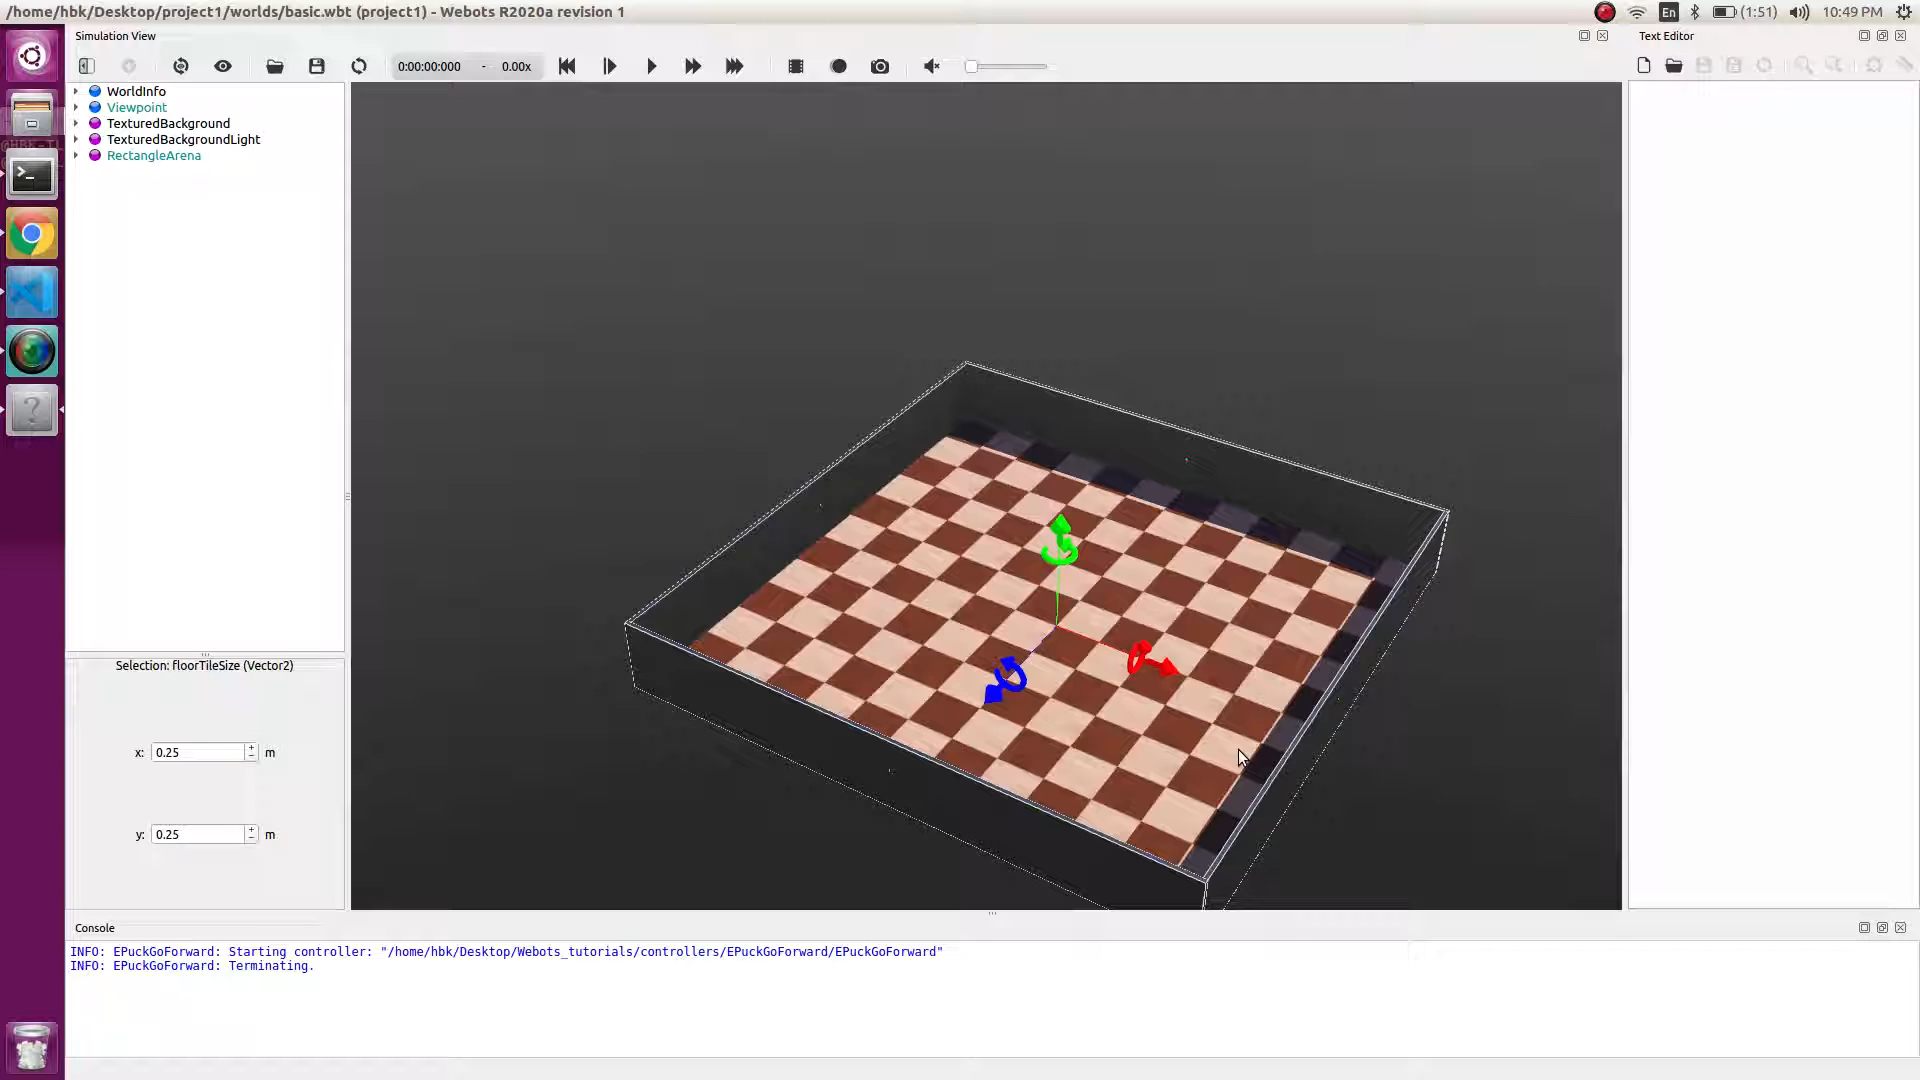 /home/hbk/Desktop/project1/worlds/basic.wbt (project1) - Webots R2020a revision 1
En
(1:51)
10:49 PM
Simulation View
Text Editor
0:00:00:000 - 0.00x
WorldInfo
Viewpoint
TexturedBackground
TexturedBackgroundLight
RectangleArena
Selection: floorTileSize (Vector2)
x: 0.25 m
y: 0.25 m
Console
INFO: EPuckGoForward: Starting controller: "/home/hbk/Desktop/Webots_tutorials/controllers/EPuckGoForward/EPuckGoForward"
INFO: EPuckGoForward: Terminating.